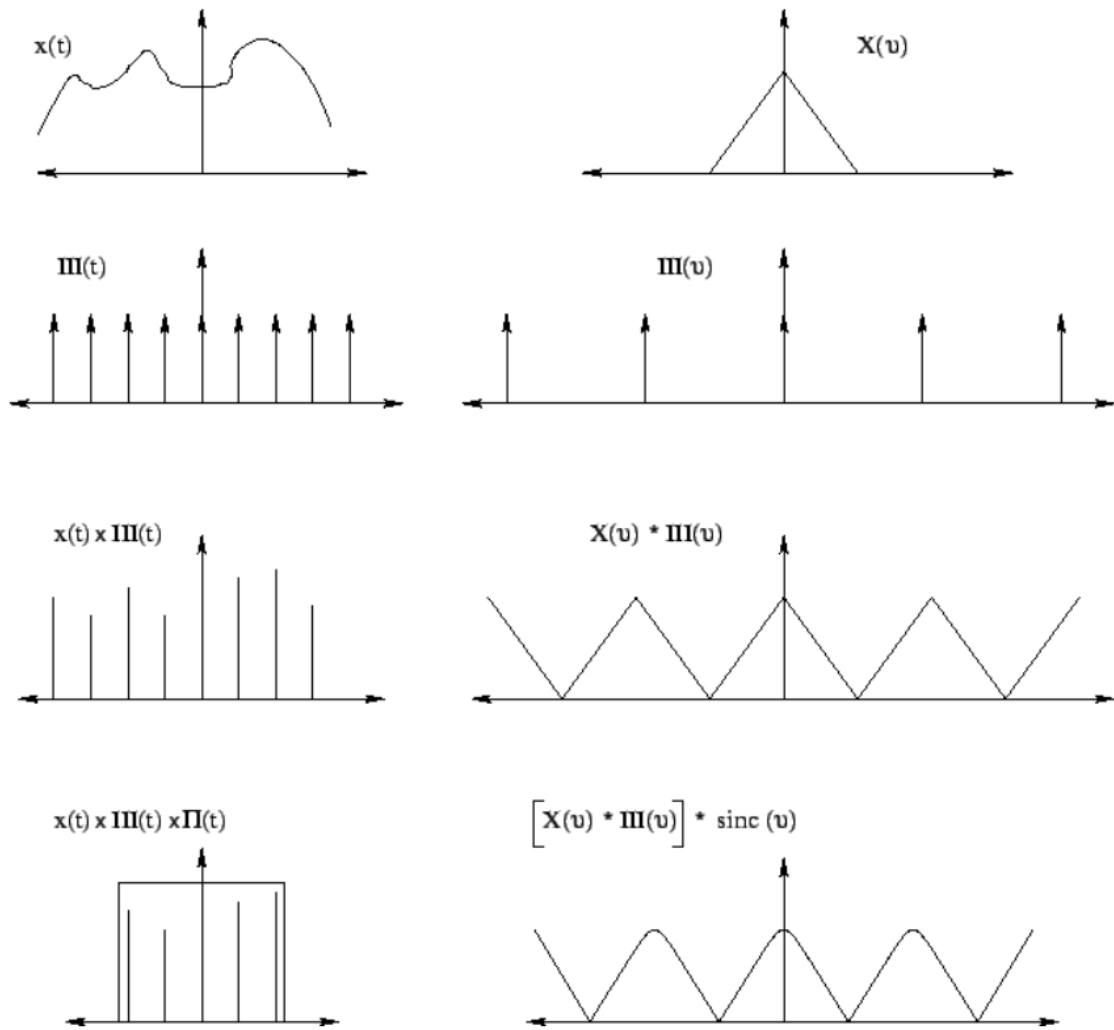 x(t)
X(υ)
III(t)
III(υ)
x(t) x III(t)
X(υ) * III(υ)
x(t) x III(t) x Π(t)
[X(υ) * III(υ)] * sinc (υ)